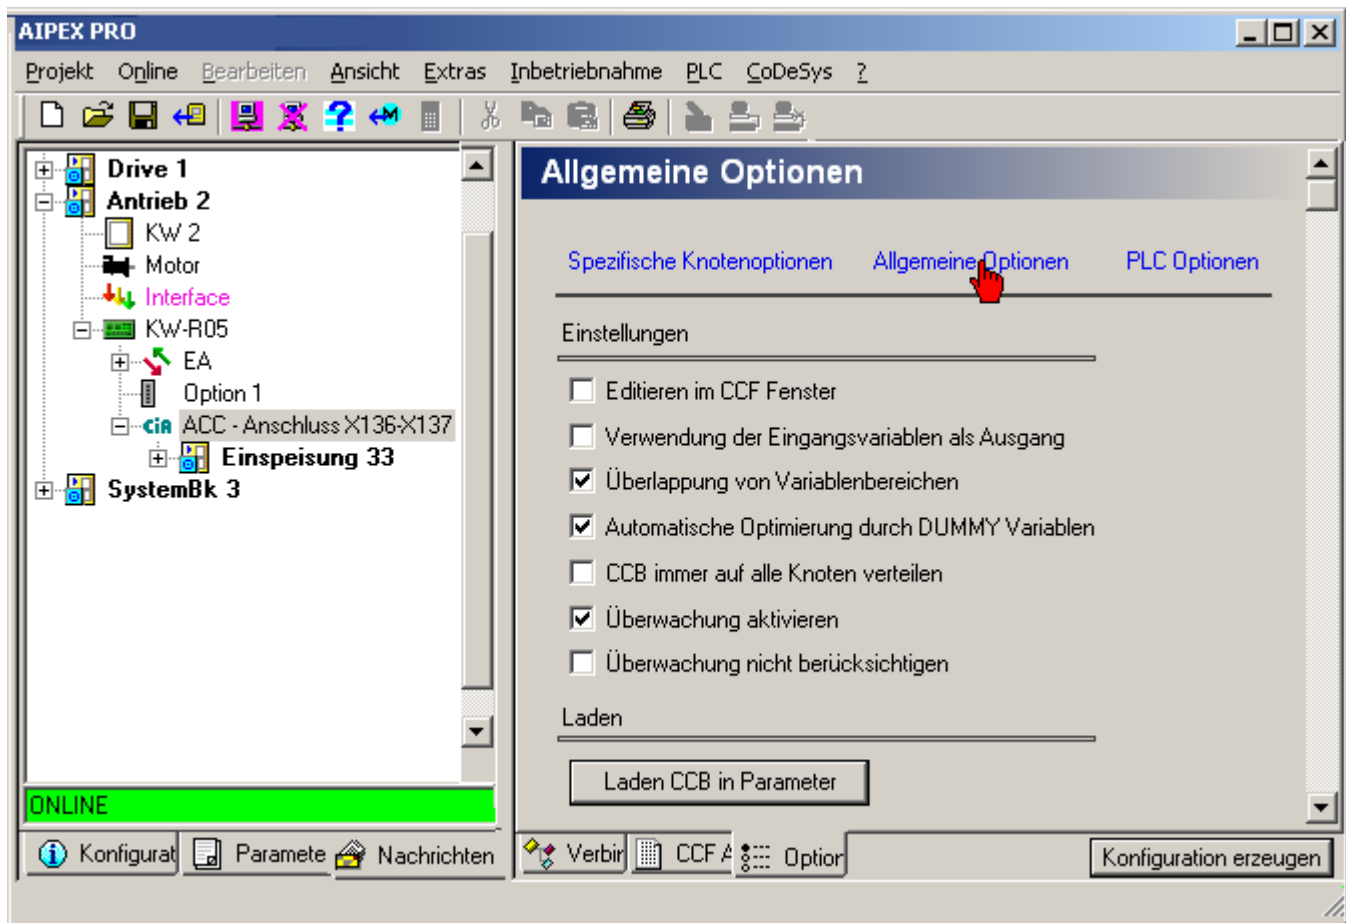 AIPEX PRO
Projekt Online Bearbeiten Ansicht Extras Inbetriebnahme PLC CoDeSys ?
Drive 1
Antrieb 2
KW 2
Motor
Interface
KW-R05
EA
Option 1
CiA ACC - Anschluss X136-X137
Einspeisung 33
SystemBk 3
ONLINE
Konfigurat Paramete Nachrichten
Allgemeine Optionen
Spezifische Knotenoptionen Allgemeine Optionen PLC Optionen
Einstellungen
Editieren im CCF Fenster
Verwendung der Eingangsvariablen als Ausgang
Überlappung von Variablenbereichen
Automatische Optimierung durch DUMMY Variablen
CCB immer auf alle Knoten verteilen
Überwachung aktivieren
Überwachung nicht berücksichtigen
Laden
Laden CCB in Parameter
Verbir CCF A Option Konfiguration erzeugen